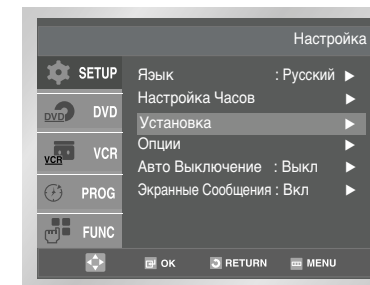 Настройка
SETUP
Язык : Русский ►
DVD DVD
Настройка Часов ►
Установка ►
VCR VCR
Опции ►
Авто Выключение : Выкл ►
PROG
Экранные Сообщения : Вкл ►
FUNC
OK RETURN MENU